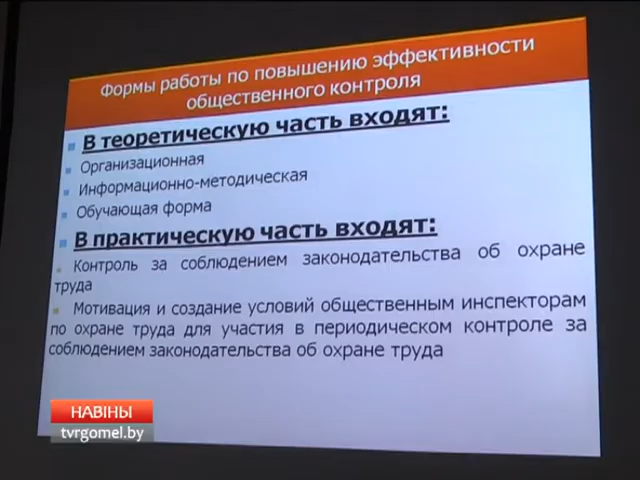 Формы работы по повышению эффективности
общественного контроля
В теоретическую часть входят:
Организационная
Информационно-методическая
Обучающая форма
В практическую часть входят:
Контроль за соблюдением законодательства об охране
труда
Мотивация и создание условий общественным инспекторам
по охране труда для участия в периодическом контроле за
соблюдением законодательства об охране труда
НАВІНЫ
tvrgomel.by